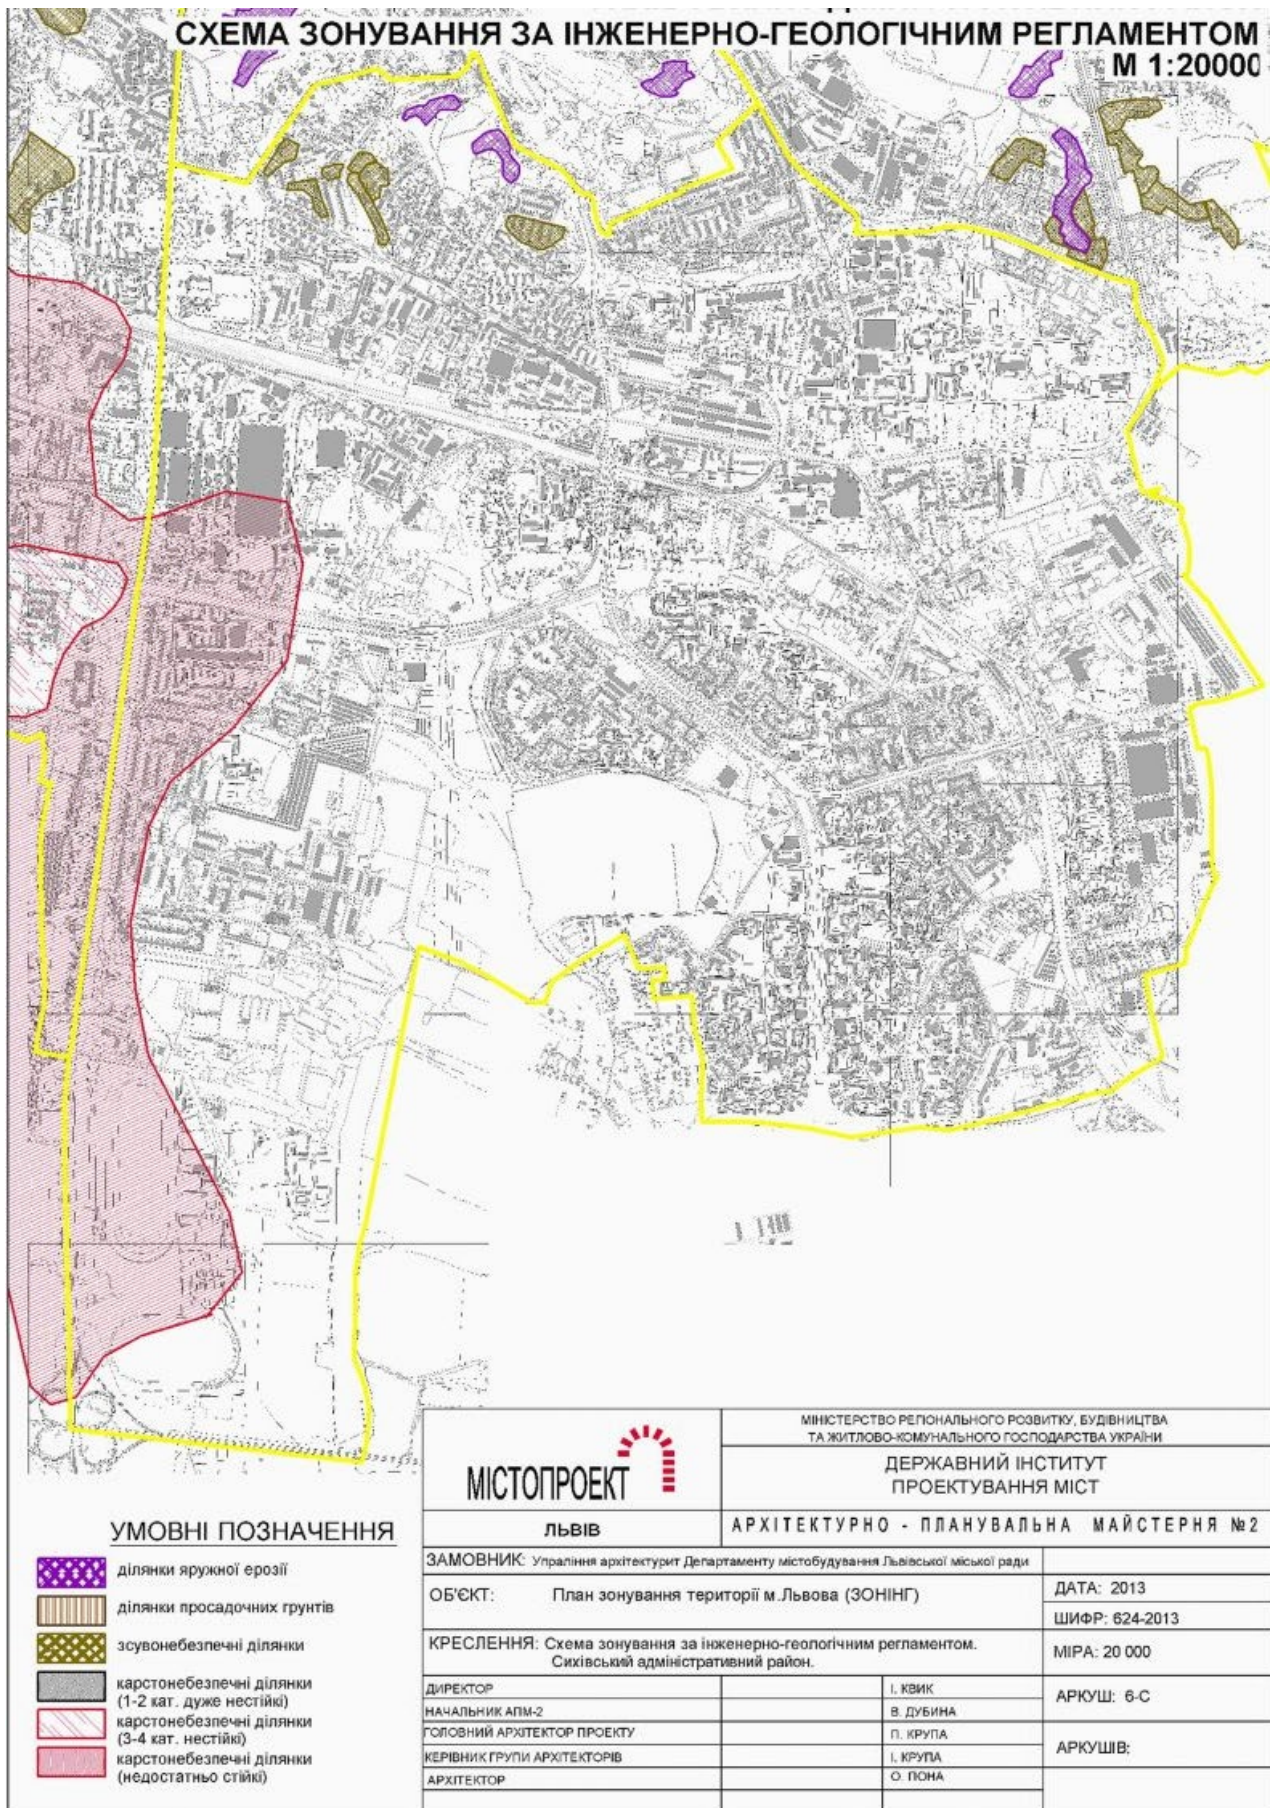 СХЕМА ЗОНУВАННЯ ЗА ІНЖЕНЕРНО-ГЕОЛОГІЧНИМ РЕГЛАМЕНТОМ
М 1:20000
МІСТОПРОЕКТ
МІНІСТЕРСТВО РЕГІОНАЛЬНОГО РОЗВИТКУ, БУДІВНИЦТВА
ТА ЖИТЛОВО-КОМУНАЛЬНОГО ГОСПОДАРСТВА УКРАЇНИ
ДЕРЖАВНИЙ ІНСТИТУТ
ПРОЕКТУВАННЯ МІСТ
ЛЬВІВ
АРХІТЕКТУРНО - ПЛАНУВАЛЬНА МАЙСТЕРНЯ №2
УМОВНІ ПОЗНАЧЕННЯ
ділянки яружної ерозії
ділянки просадочних грунтів
зсувонебезпечні ділянки
карстонебезпечні ділянки
(1-2 кат. дуже нестійкі)
карстонебезпечні ділянки
(3-4 кат. нестійкі)
карстонебезпечні ділянки
(недостатньо стійкі)
ЗАМОВНИК: Упраління архітектурит Департаменту містобудування Львівської міської ради
ОБ'ЄКТ: План зонування території м.Львова (ЗОНІНГ)
ДАТА: 2013
ШИФР: 624-2013
КРЕСЛЕННЯ: Схема зонування за інженерно-геологічним регламентом.
Сихівський адміністративний район.
МІРА: 20 000
ДИРЕКТОР І. КВИК
АРКУШ: 6-С
НАЧАЛЬНИК АПМ-2 В. ДУБИНА
ГОЛОВНИЙ АРХІТЕКТОР ПРОЕКТУ П. КРУПА
АРКУШІВ:
КЕРІВНИК ГРУПИ АРХІТЕКТОРІВ І. КРУПА
АРХІТЕКТОР О. ПОНА